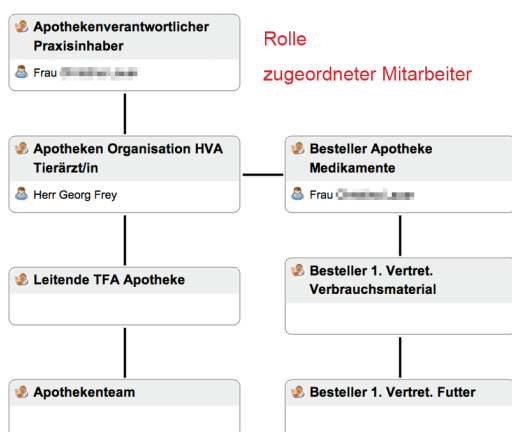 Apothekenverantwortlicher
Praxisinhaber
Frau
Rolle
zugeordneter Mitarbeiter
Apotheken Organisation HVA
Tierärzt/in
Herr Georg Frey
Besteller Apotheke
Medikamente
Frau
Leitende TFA Apotheke
Besteller 1. Vertret.
Verbrauchsmaterial
Apothekenteam
Besteller 1. Vertret. Futter